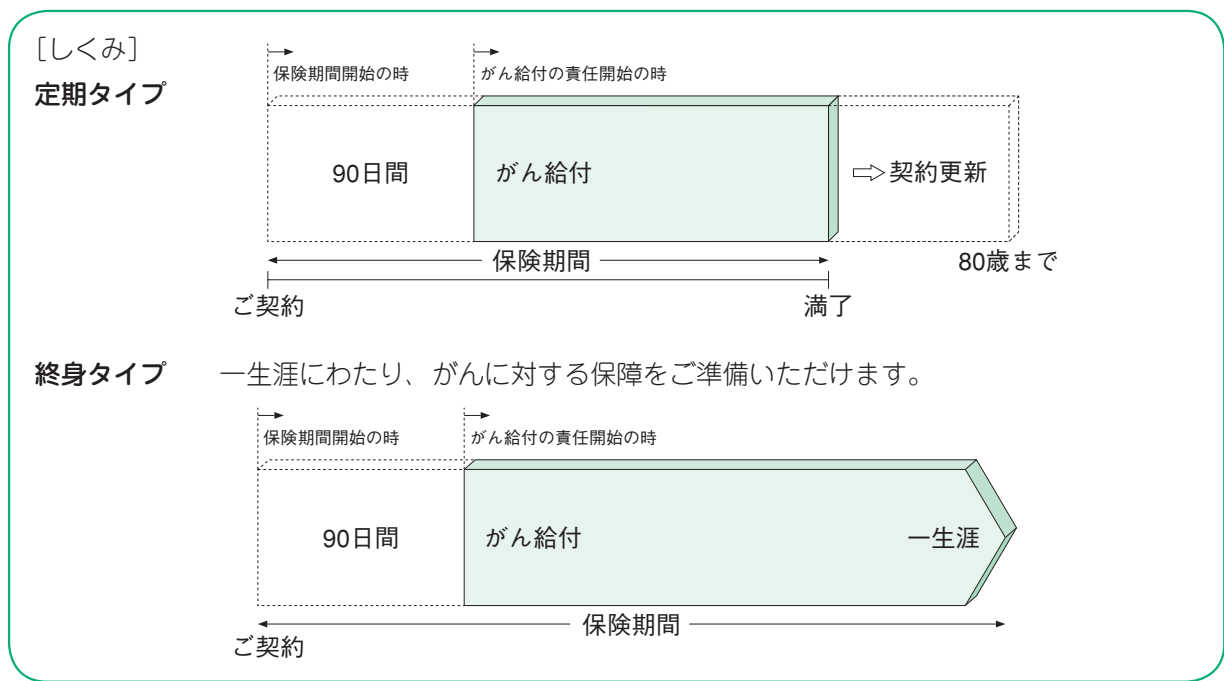 [しくみ]
定期タイプ
保険期間開始の時
がん給付の責任開始の時
90日間
がん給付
⇨契約更新
保険期間
80歳まで
ご契約
満了
終身タイプ 一生涯にわたり、がんに対する保障をご準備いただけます。
保険期間開始の時
がん給付の責任開始の時
90日間
がん給付
一生涯
保険期間
ご契約